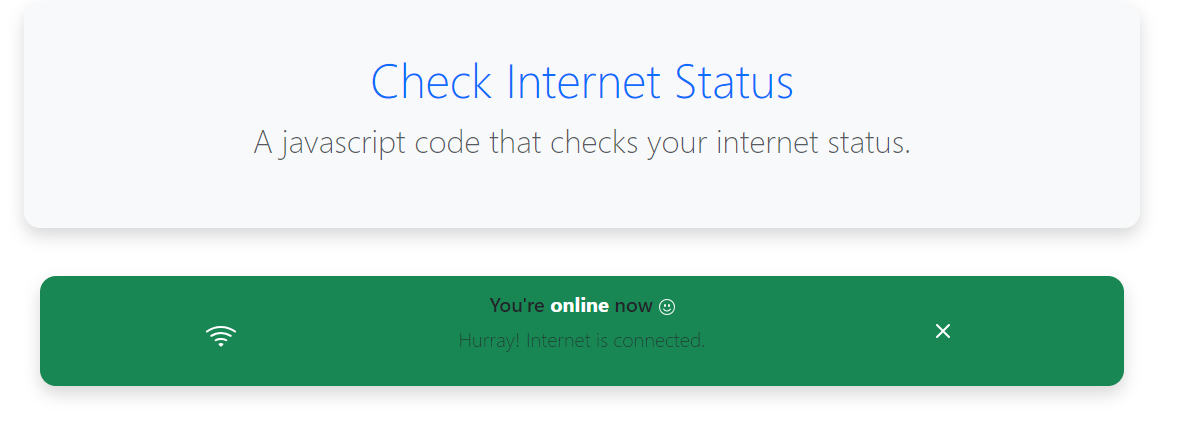 Check Internet Status
A javascript code that checks your internet status.
You're online now
Hurray! Internet is connected.